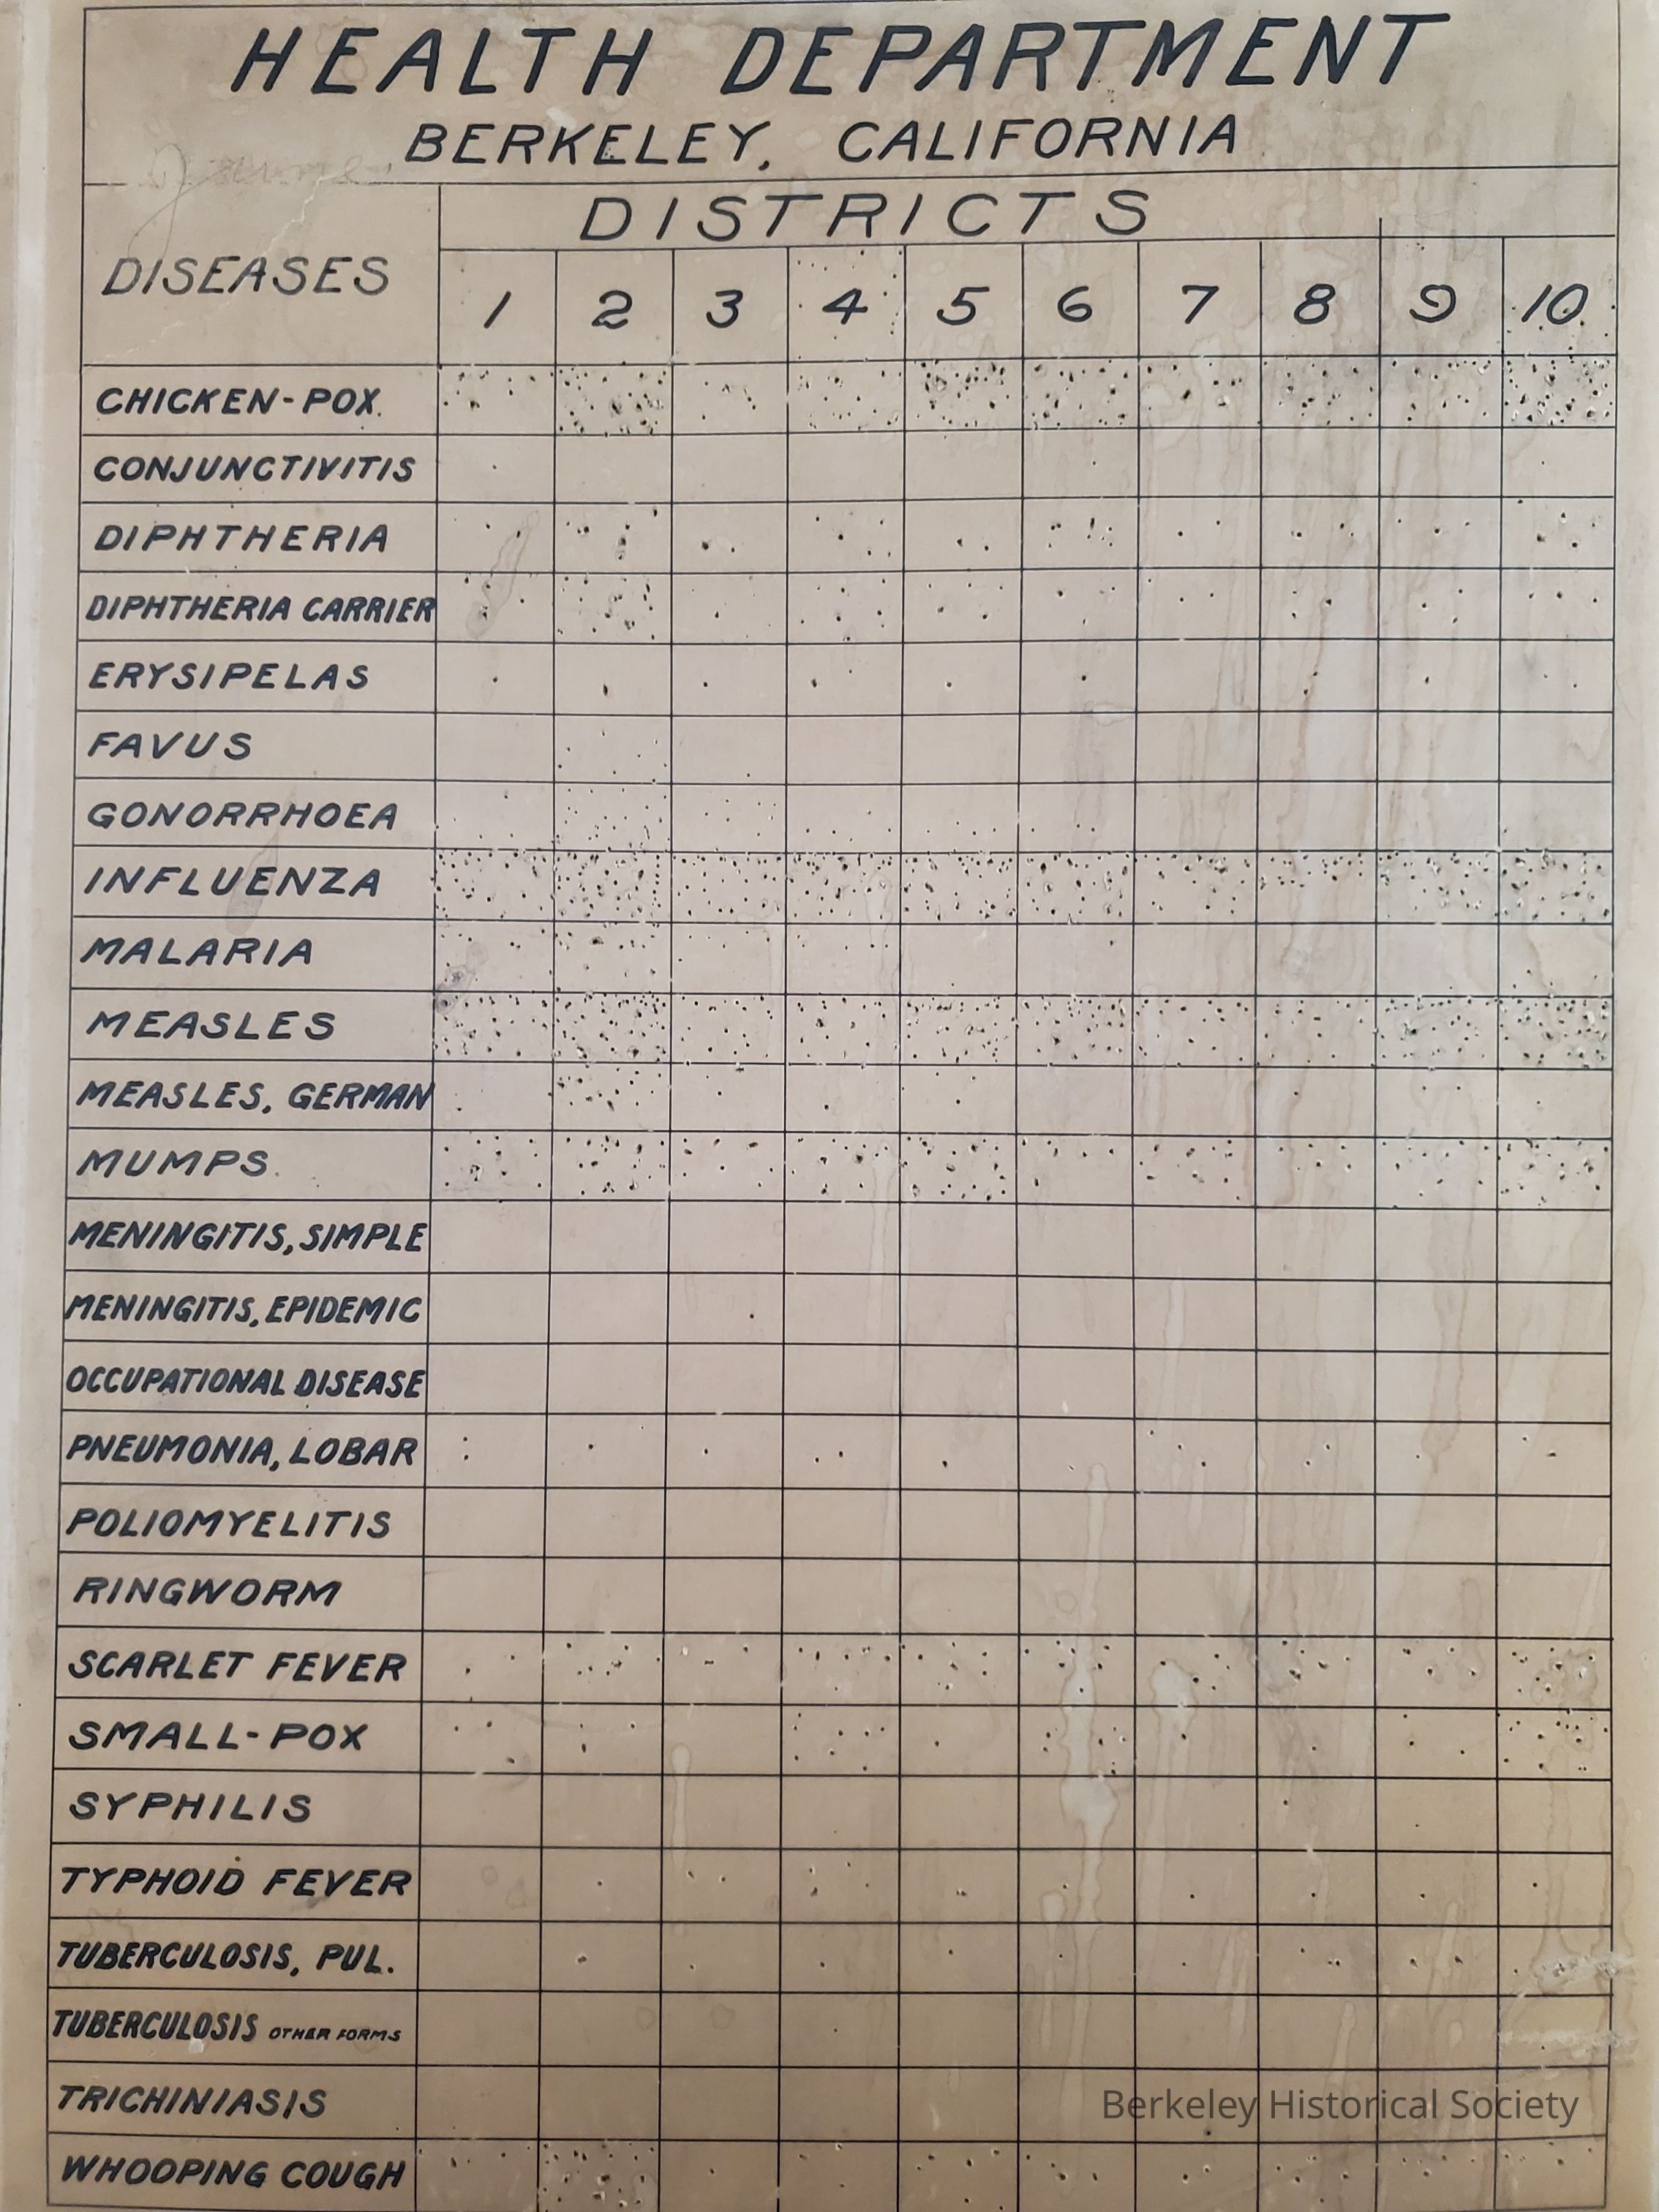 HEALTH DEPARTMENT
BERKELEY, CALIFORNIA
DISTRICTS
DISEASES
1 2 3 4 5 6 7 8 9 10
CHICKEN-POX.
CONJUNCTIVITIS
DIPHTHERIA
DIPHTHERIA CARRIER
ERYSIPELAS
FAVUS
GONORRHOEA
INFLUENZA
MALARIA
MEASLES
MEASLES, GERMAN
MUMPS.
MENINGITIS, SIMPLE
MENINGITIS, EPIDEMIC
OCCUPATIONAL DISEASE
PNEUMONIA, LOBAR
POLIOMYELITIS
RINGWORM
SCARLET FEVER
SMALL-POX
SYPHILIS
TYPHOID FEVER
TUBERCULOSIS, PUL.
TUBERCULOSIS OTHER FORMS
TRICHINIASIS
WHOOPING COUGH
Berkeley Historical Society